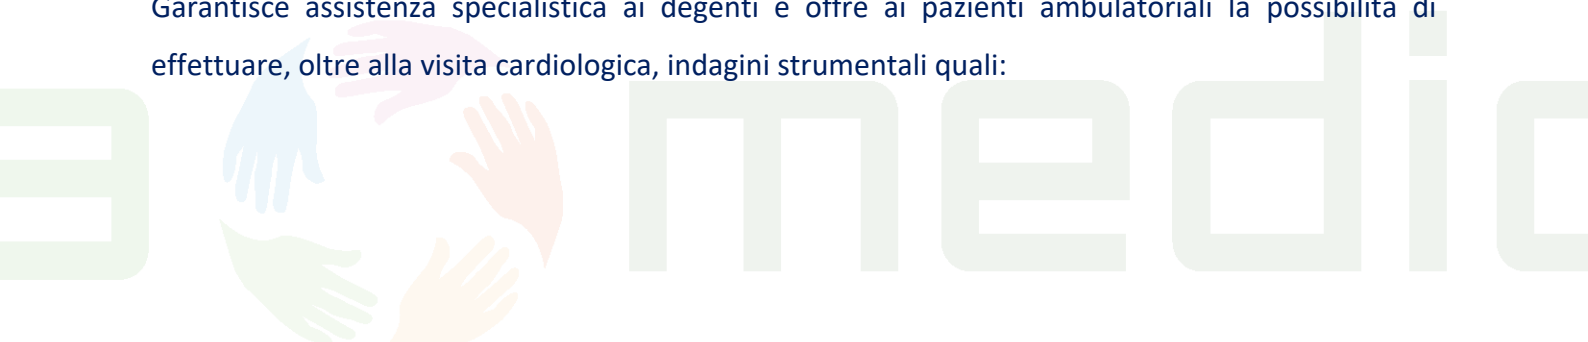 Garantisce assistenza specialistica ai degenti e offre ai pazienti ambulatoriali la possibilità di
effettuare, oltre alla visita cardiologica, indagini strumentali quali:
medic